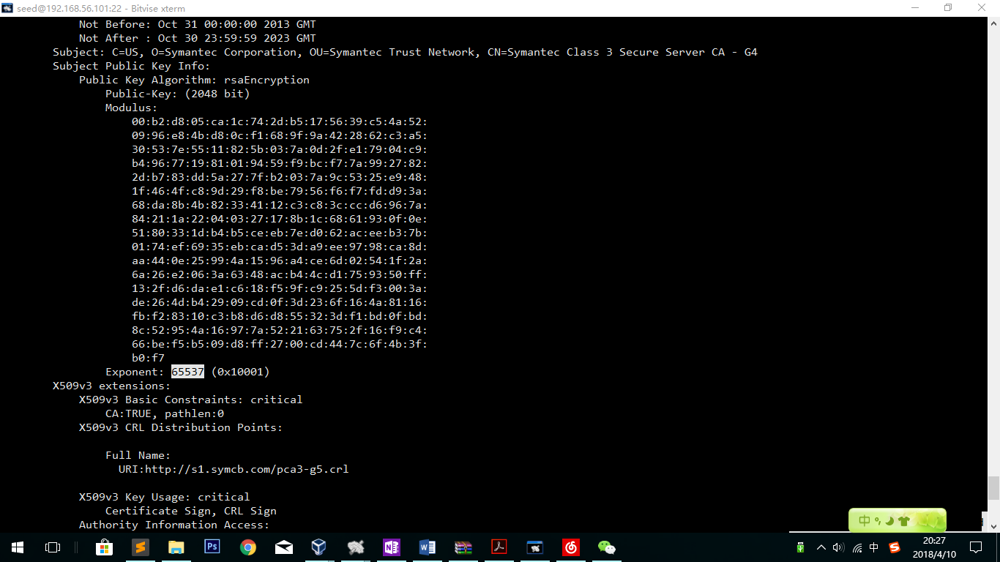 seed@192.168.56.101:22 - Bitvise xterm
Not Before: Oct 31 00:00:00 2013 GMT
Not After : Oct 30 23:59:59 2023 GMT
Subject: C=US, O=Symantec Corporation, OU=Symantec Trust Network, CN=Symantec Class 3 Secure Server CA - G4
Subject Public Key Info:
Public Key Algorithm: rsaEncryption
Public-Key: (2048 bit)
Modulus:
00:b2:d8:05:ca:1c:74:2d:b5:17:56:39:c5:4a:52:
09:96:e8:4b:d8:0c:f1:68:9f:9a:42:28:62:c3:a5:
30:53:7e:55:11:82:5b:03:7a:0d:2f:e1:79:04:c9:
b4:96:77:19:81:01:94:59:f9:bc:f7:7a:99:27:82:
2d:b7:83:dd:5a:27:7f:b2:03:7a:9c:53:25:e9:48:
1f:46:4f:c8:9d:29:f8:be:79:56:f6:f7:fd:d9:3a:
68:da:8b:4b:82:33:41:12:c3:c8:3c:cc:d6:96:7a:
84:21:1a:22:04:03:27:17:8b:1c:68:61:93:0f:0e:
51:80:33:1d:b4:b5:ce:eb:7e:d0:62:ac:ee:b3:7b:
01:74:ef:69:35:eb:ca:d5:3d:a9:ee:97:98:ca:8d:
aa:44:0e:25:99:4a:15:96:a4:ce:6d:02:54:1f:2a:
6a:26:e2:06:3a:63:48:ac:b4:4c:d1:75:93:50:ff:
13:2f:d6:da:e1:c6:18:f5:9f:c9:25:5d:f3:00:3a:
de:26:4d:b4:29:09:cd:0f:3d:23:6f:16:4a:81:16:
fb:f2:83:10:c3:b8:d6:d8:55:32:3d:f1:bd:0f:bd:
8c:52:95:4a:16:97:7a:52:21:63:75:2f:16:f9:c4:
66:be:f5:b5:09:d8:ff:27:00:cd:44:7c:6f:4b:3f:
b0:f7
Exponent: 65537 (0x10001)
X509v3 extensions:
X509v3 Basic Constraints: critical
CA:TRUE, pathlen:0
X509v3 CRL Distribution Points:
Full Name:
URI:http://s1.symcb.com/pca3-g5.crl
X509v3 Key Usage: critical
Certificate Sign, CRL Sign
Authority Information Access:
中
Ps
N
W
中
S
20:27
2018/4/10